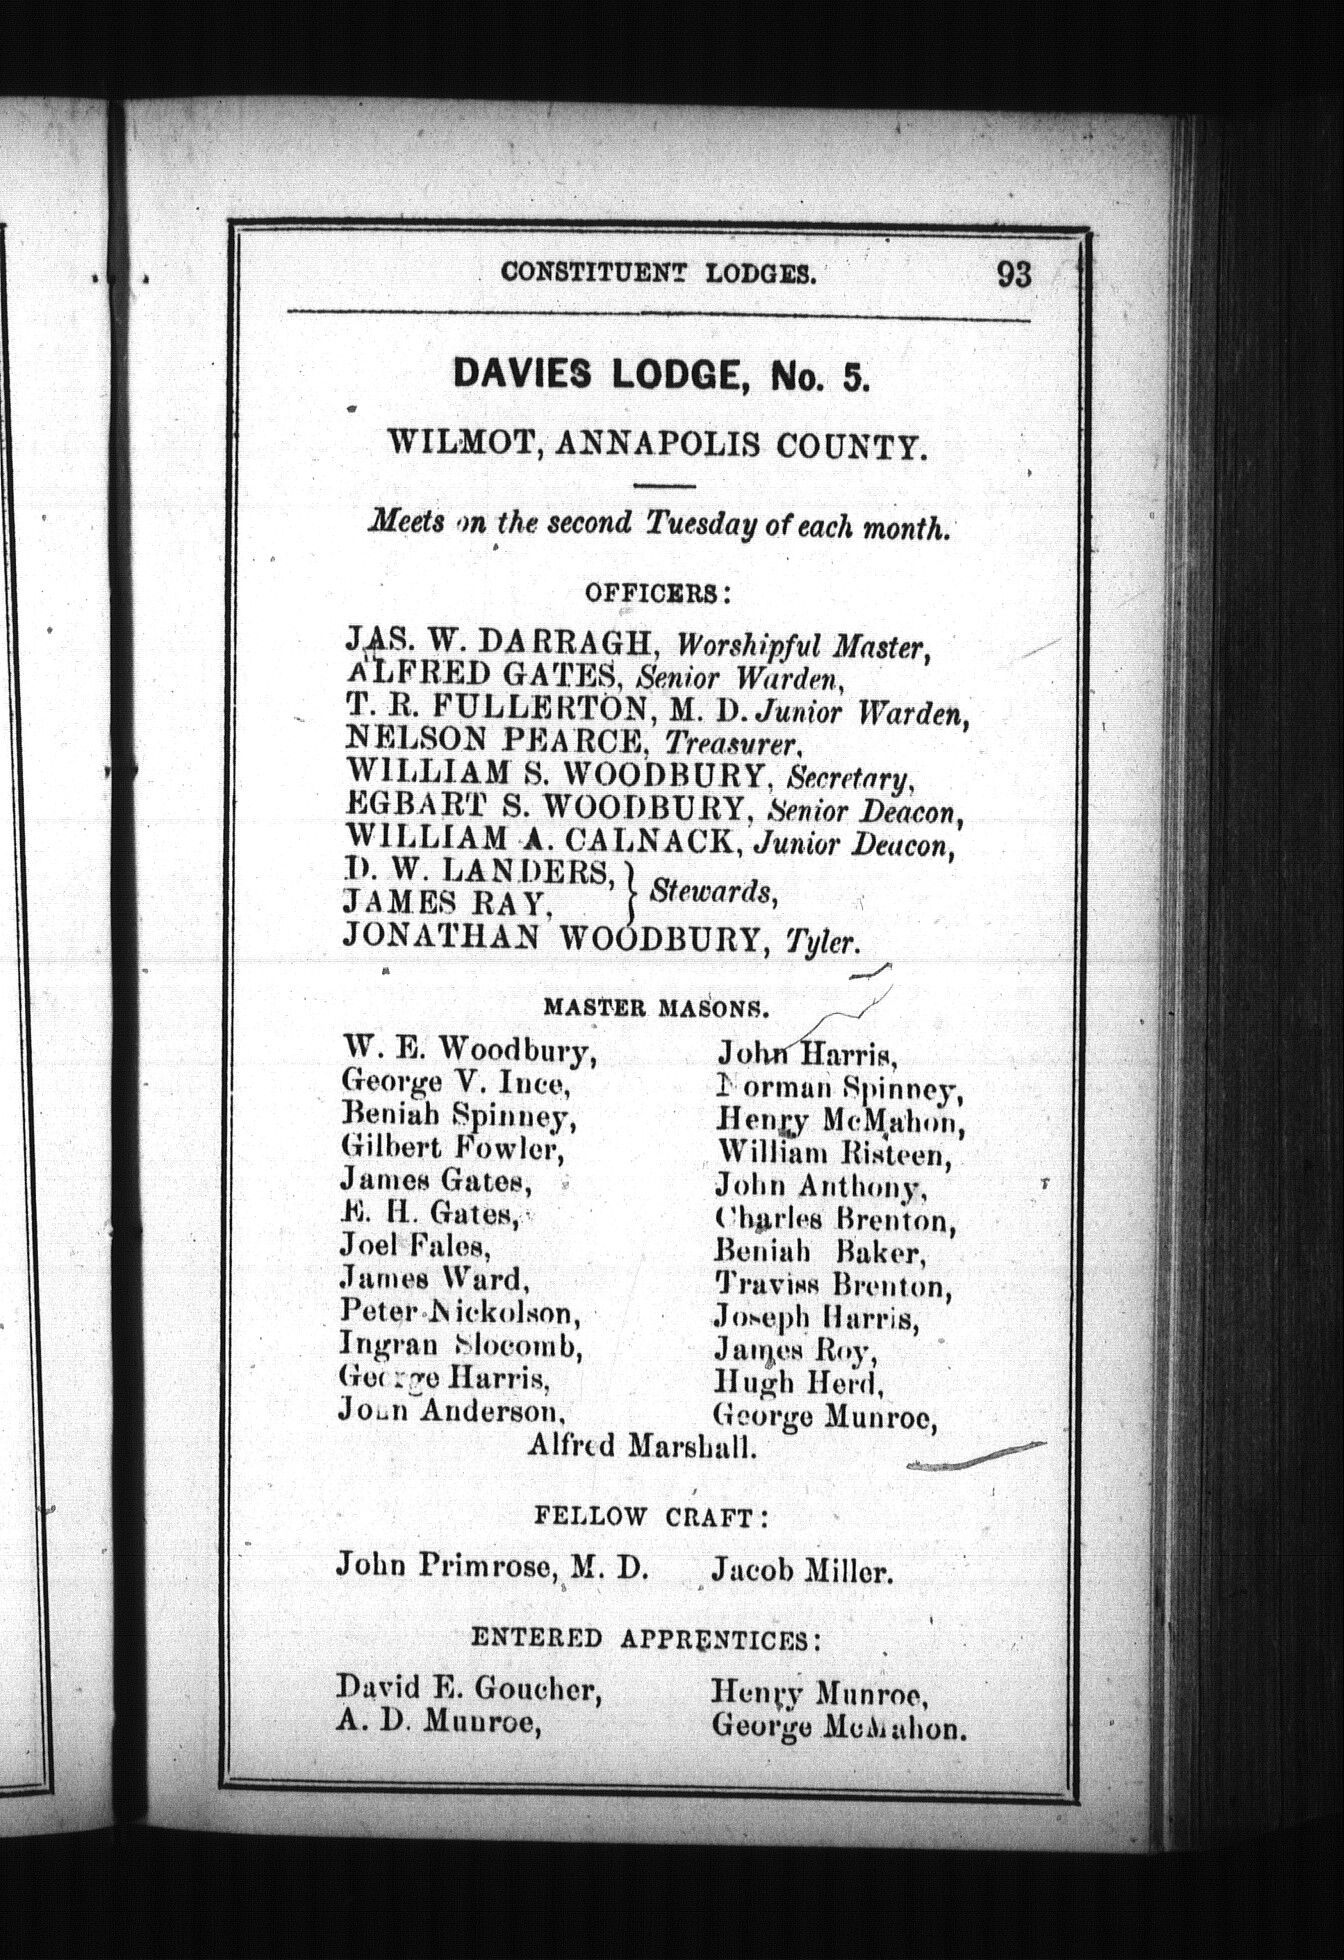 CONSTITUENT LODGES. 93
DAVIES LODGE, No. 5.
WILMOT, ANNAPOLIS COUNTY.
Meets on the second Tuesday of each month.
OFFICERS:
JAS. W. DARRAGH, Worshipful Master,
ALFRED GATES, Senior Warden,
T. R. FULLERTON, M. D. Junior Warden,
NELSON PEARCE, Treasurer,
WILLIAM S. WOODBURY, Secretary,
EGBART S. WOODBURY, Senior Deacon,
WILLIAM A. CALNACK, Junior Deacon,
D. W. LANDERS,
JAMES RAY, } Stewards,
JONATHAN WOODBURY, Tyler.
MASTER MASONS.
W. E. Woodbury, John Harris,
George V. Ince, Norman Spinney,
Beniah Spinney, Henry McMahon,
Gilbert Fowler, William Risteen,
James Gates, John Anthony,
E. H. Gates, Charles Brenton,
Joel Fales, Beniah Baker,
James Ward, Traviss Brenton,
Peter Nickolson, Joseph Harris,
Ingran Slocomb, James Roy,
George Harris, Hugh Herd,
John Anderson, George Munroe,
Alfred Marshall.
FELLOW CRAFT:
John Primrose, M. D. Jacob Miller.
ENTERED APPRENTICES:
David E. Goucher, Henry Munroe,
A. D. Munroe, George McMahon.